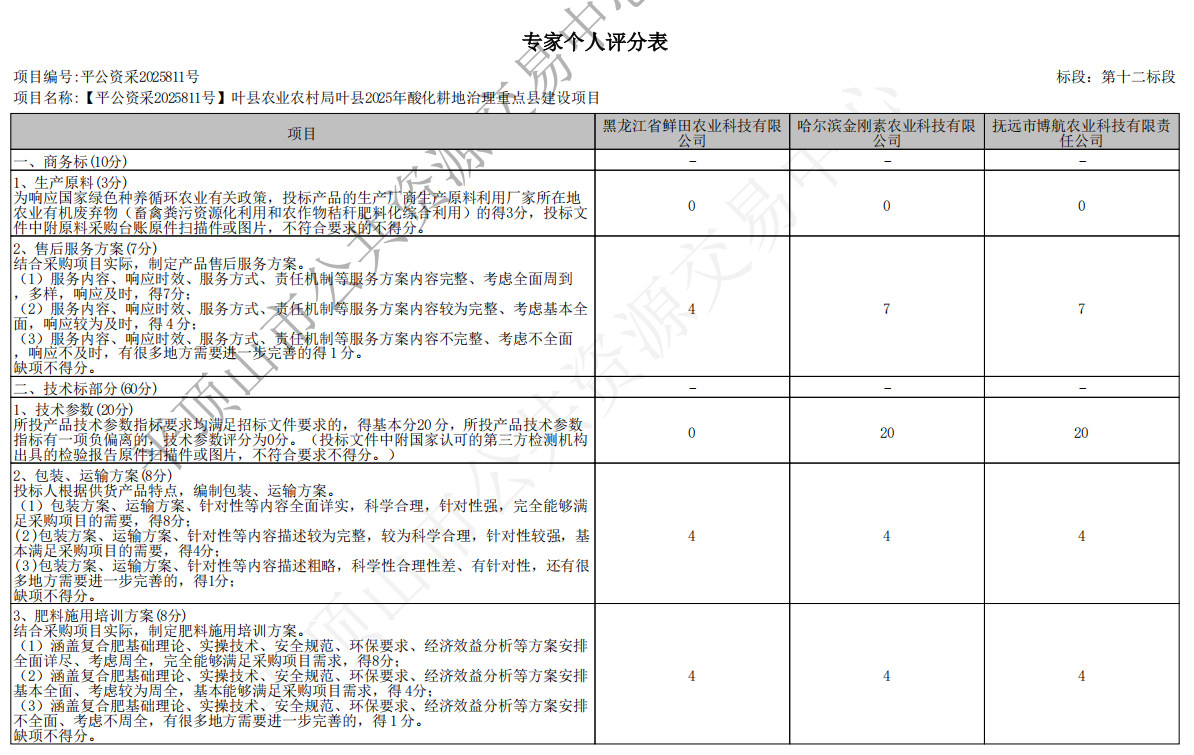 专家个人评分表
项目编号:平公资采2025811号
标段：第十二标段
项目名称:【平公资采2025811号】叶县农业农村局叶县2025年酸化耕地治理重点县建设项目
项目
黑龙江省鲜田农业科技有限
公司
哈尔滨金刚素农业科技有限
公司
抚远市博航农业科技有限责
任公司
一、商务标(10分)
–
–
–
1、生产原料(3分)
为响应国家绿色种养循环农业有关政策，投标产品的生产厂商生产原料利用厂家所在地
农业有机废弃物（畜禽粪污资源化利用和农作物秸秆肥料化综合利用）的得3分，投标文
件中附原料采购台账原件扫描件或图片，不符合要求的不得分。
0
0
0
2、售后服务方案(7分)
结合采购项目实际，制定产品售后服务方案。
（1）服务内容、响应时效、服务方式、责任机制等服务方案内容完整、考虑全面周到
，多样，响应及时，得7分；
（2）服务内容、响应时效、服务方式、责任机制等服务方案内容较为完整、考虑基本全
面，响应较为及时，得 4 分；
（3）服务内容、响应时效、服务方式、责任机制等服务方案内容不完整、考虑不全面
，响应不及时，有很多地方需要进一步完善的得 1 分。
缺项不得分。
4
7
7
二、技术标部分(60分)
–
–
–
1、技术参数(20分)
所投产品技术参数指标要求均满足招标文件要求的，得基本分20 分，所投产品技术参数
指标有一项负偏离的，技术参数评分为0分。（投标文件中附国家认可的第三方检测机构
出具的检验报告原件扫描件或图片，不符合要求不得分。）
0
20
20
2、包装、运输方案(8分)
投标人根据供货产品特点，编制包装、运输方案。
（1）包装方案、运输方案、针对性等内容全面详实，科学合理，针对性强，完全能够满
足采购项目的需要，得8分；
(2)包装方案、运输方案、针对性等内容描述较为完整，较为科学合理，针对性较强，基
本满足采购项目的需要，得4分；
(3)包装方案、运输方案、针对性等内容描述粗略，科学性合理性差、有针对性，还有很
多地方需要进一步完善的，得1分；
缺项不得分。
4
4
4
3、肥料施用培训方案(8分)
结合采购项目实际，制定肥料施用培训方案。
（1）涵盖复合肥基础理论、实操技术、安全规范、环保要求、经济效益分析等方案安排
全面详尽、考虑周全，完全能够满足采购项目需求，得8分；
（2）涵盖复合肥基础理论、实操技术、安全规范、环保要求、经济效益分析等方案安排
基本全面、考虑较为周全，基本能够满足采购项目需求，得 4分；
（3）涵盖复合肥基础理论、实操技术、安全规范、环保要求、经济效益分析等方案安排
不全面、考虑不周全，有很多地方需要进一步完善的，得 1 分。
缺项不得分。
4
4
4
平顶山市公共资源交易中心
平顶山市公共资源交易中心